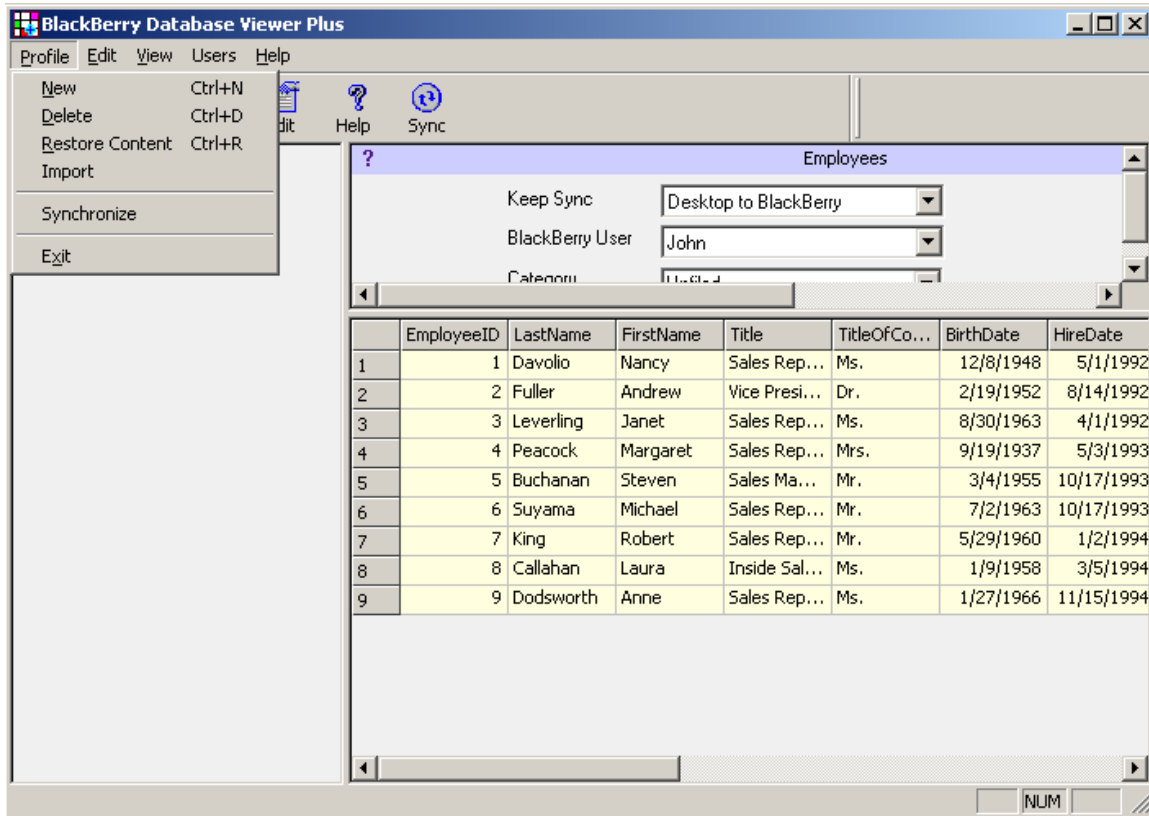 BlackBerry Database Viewer Plus
Profile Edit View Users Help
New Ctrl+N
Delete Ctrl+D
Restore Content Ctrl+R
Import
Synchronize
Exit
dit Help Sync
? Employees
Keep Sync Desktop to BlackBerry
BlackBerry User John
Category Unfiled
EmployeeID LastName FirstName Title TitleOfCo... BirthDate HireDate
1 1 Davolio Nancy Sales Rep... Ms. 12/8/1948 5/1/1992
2 2 Fuller Andrew Vice Presi... Dr. 2/19/1952 8/14/1992
3 3 Leverling Janet Sales Rep... Ms. 8/30/1963 4/1/1992
4 4 Peacock Margaret Sales Rep... Mrs. 9/19/1937 5/3/1993
5 5 Buchanan Steven Sales Ma... Mr. 3/4/1955 10/17/1993
6 6 Suyama Michael Sales Rep... Mr. 7/2/1963 10/17/1993
7 7 King Robert Sales Rep... Mr. 5/29/1960 1/2/1994
8 8 Callahan Laura Inside Sal... Ms. 1/9/1958 3/5/1994
9 9 Dodsworth Anne Sales Rep... Ms. 1/27/1966 11/15/1994
NUM